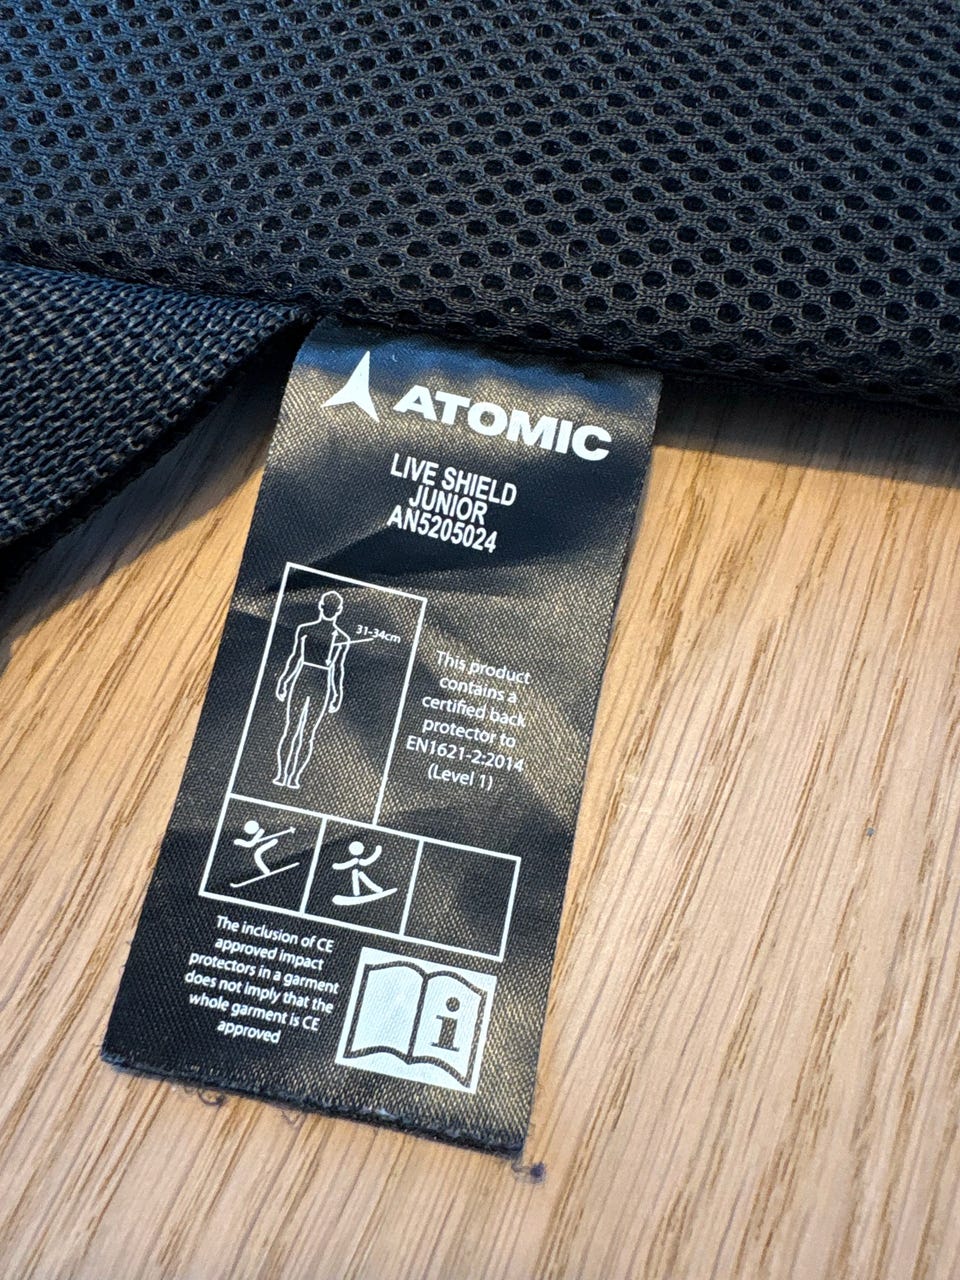 ATOMIC
LIVE SHIELD
JUNIOR
AN5205024
31-34cm
This product
contains a
certified back
protector to
EN1621-2:2014
(Level 1)
The inclusion of CE
approved impact
protectors in a garment
does not imply that the
whole garment is CE
approved
i